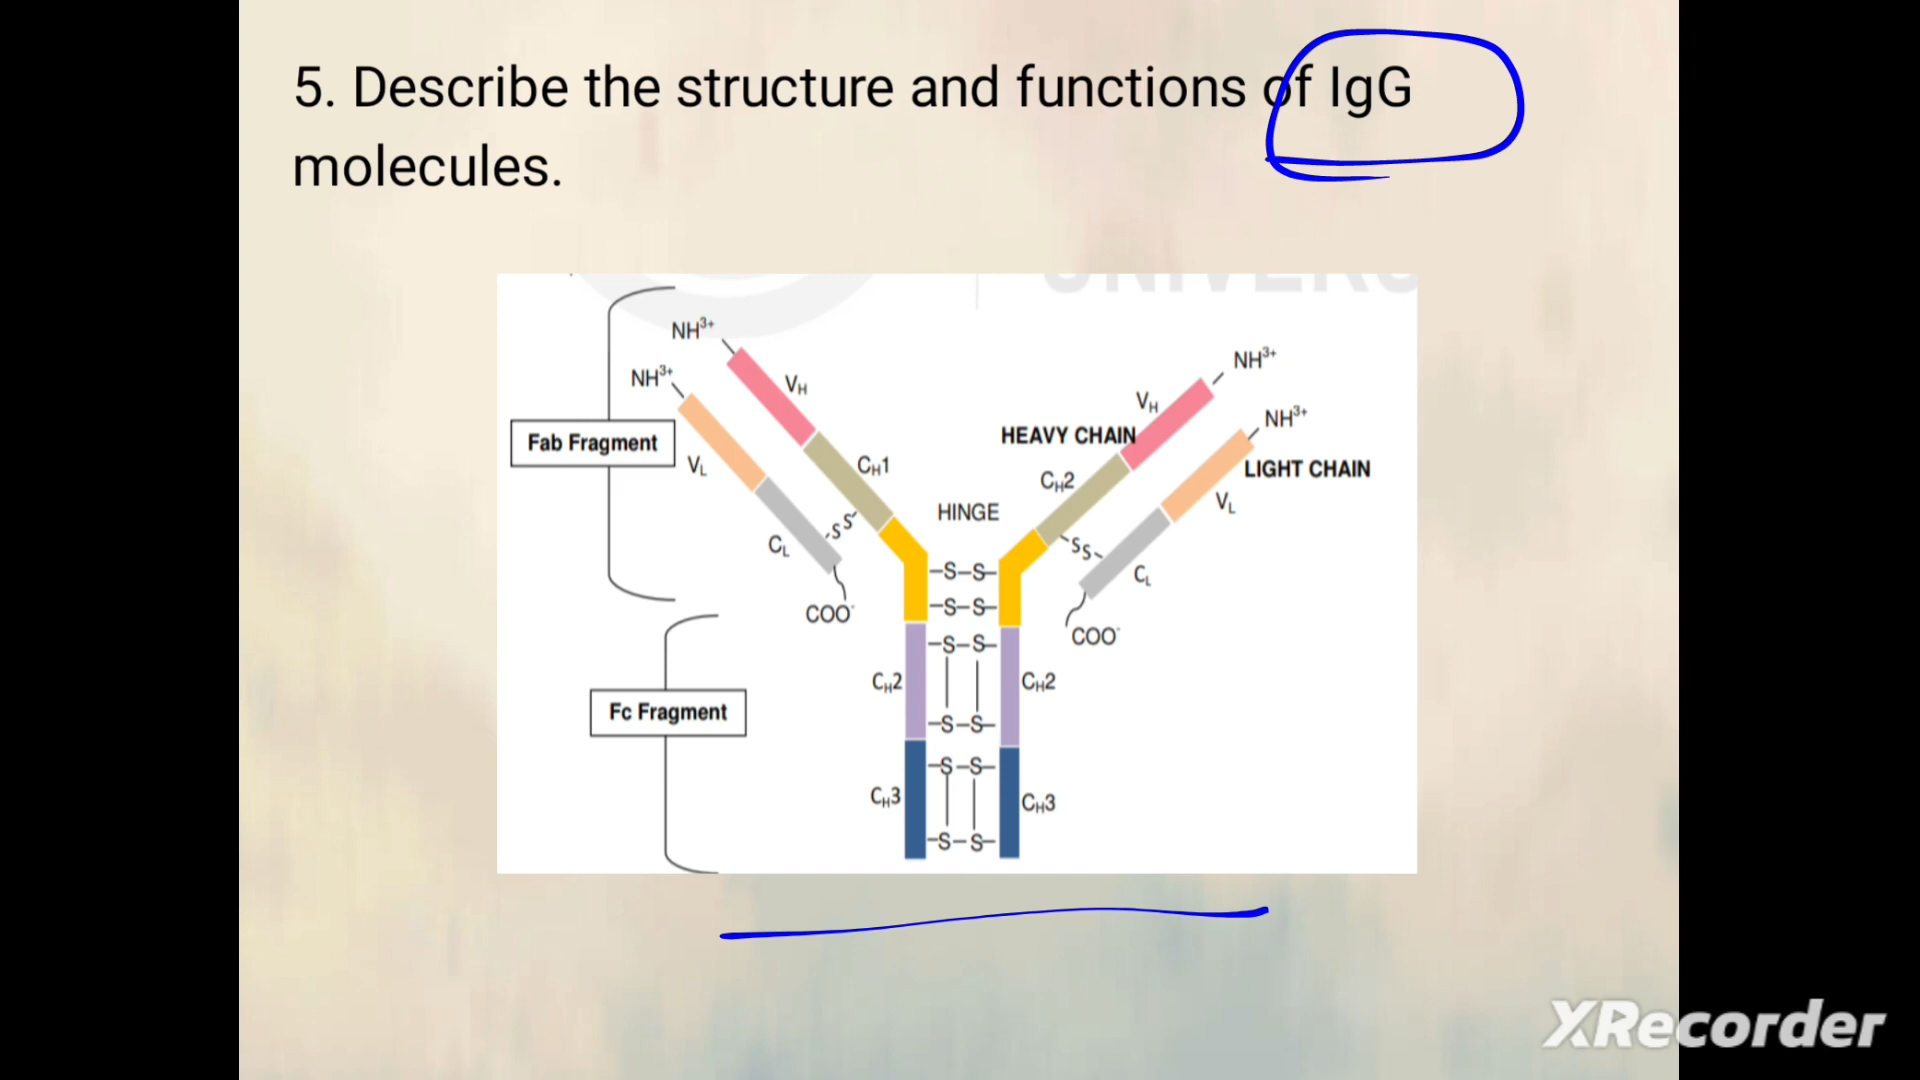 5. Describe the structure and functions of IgG
molecules.
UNIVERS
NH³⁺
NH³⁺
NH³⁺
VH
VH
NH³⁺
HEAVY CHAIN
Fab Fragment
VL
CH1
LIGHT CHAIN
CH2
VL
HINGE
S S
CL
S S
CL
–S–S–
–S–S–
COO⁻
COO⁻
–S–S–
CH2
CH2
Fc Fragment
–S–S–
–S–S–
CH3
CH3
–S–S–
XRecorder